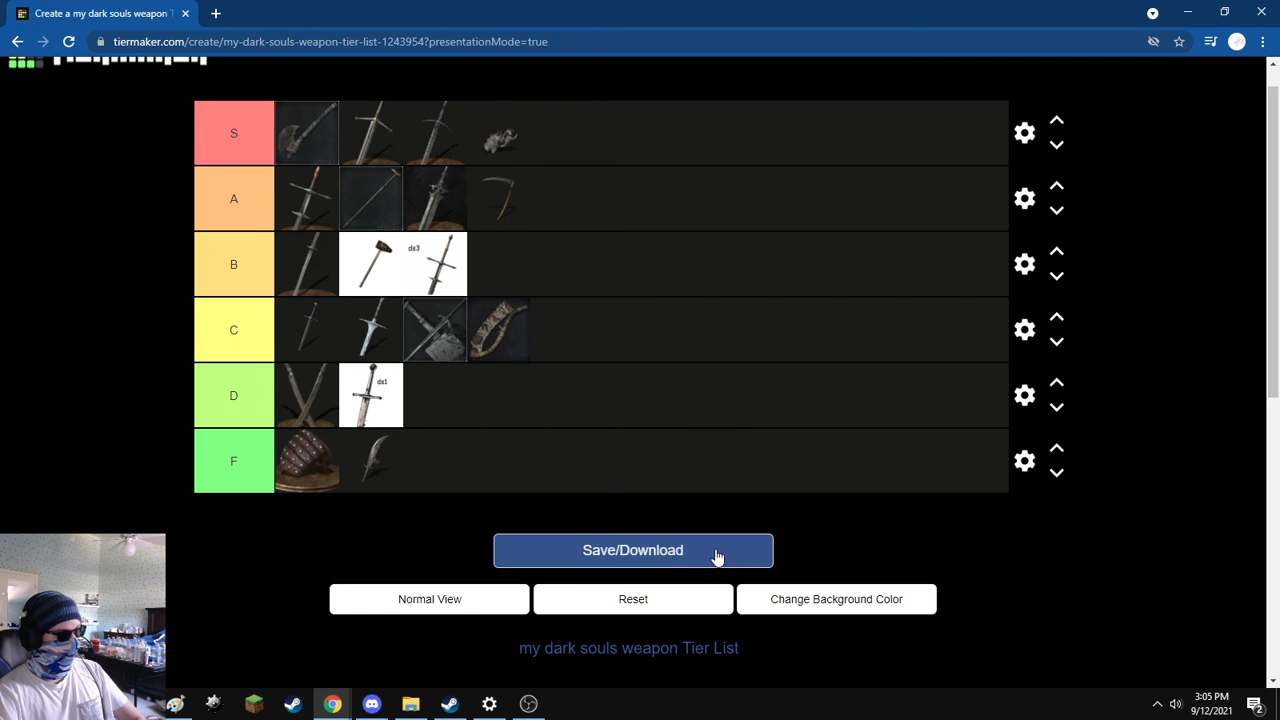 Create a my dark souls weapon T
tiermaker.com/create/my-dark-souls-weapon-tier-list-1243954?presentationMode=true
S
A
B
ds3
C
D
ds1
F
Save/Download
Normal View
Reset
Change Background Color
my dark souls weapon Tier List
3:05 PM
9/12/2021
2